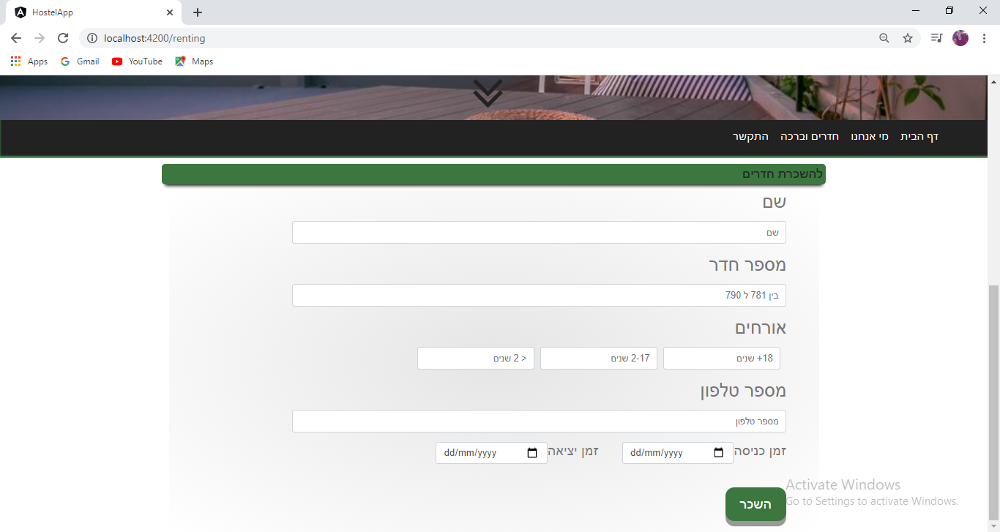 HostelApp
localhost:4200/renting
Apps Gmail YouTube Maps
דף הבית מי אנחנו חדרים וברכה התקשר
להשכרת חדרים
שם
שם
מספר חדר
בין 781 ל 790
אורחים
18+ שנים 2-17 שנים < 2 שנים
מספר טלפון
מספר טלפון
זמן כניסה dd/mm/yyyy זמן יציאה dd/mm/yyyy
השכר
Activate Windows
Go to Settings to activate Windows.